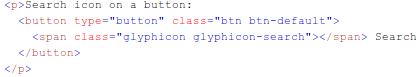 <p>Search icon on a button:
  <button type="button" class="btn btn-default">
    <span class="glyphicon glyphicon-search"></span> Search
  </button>
</p>